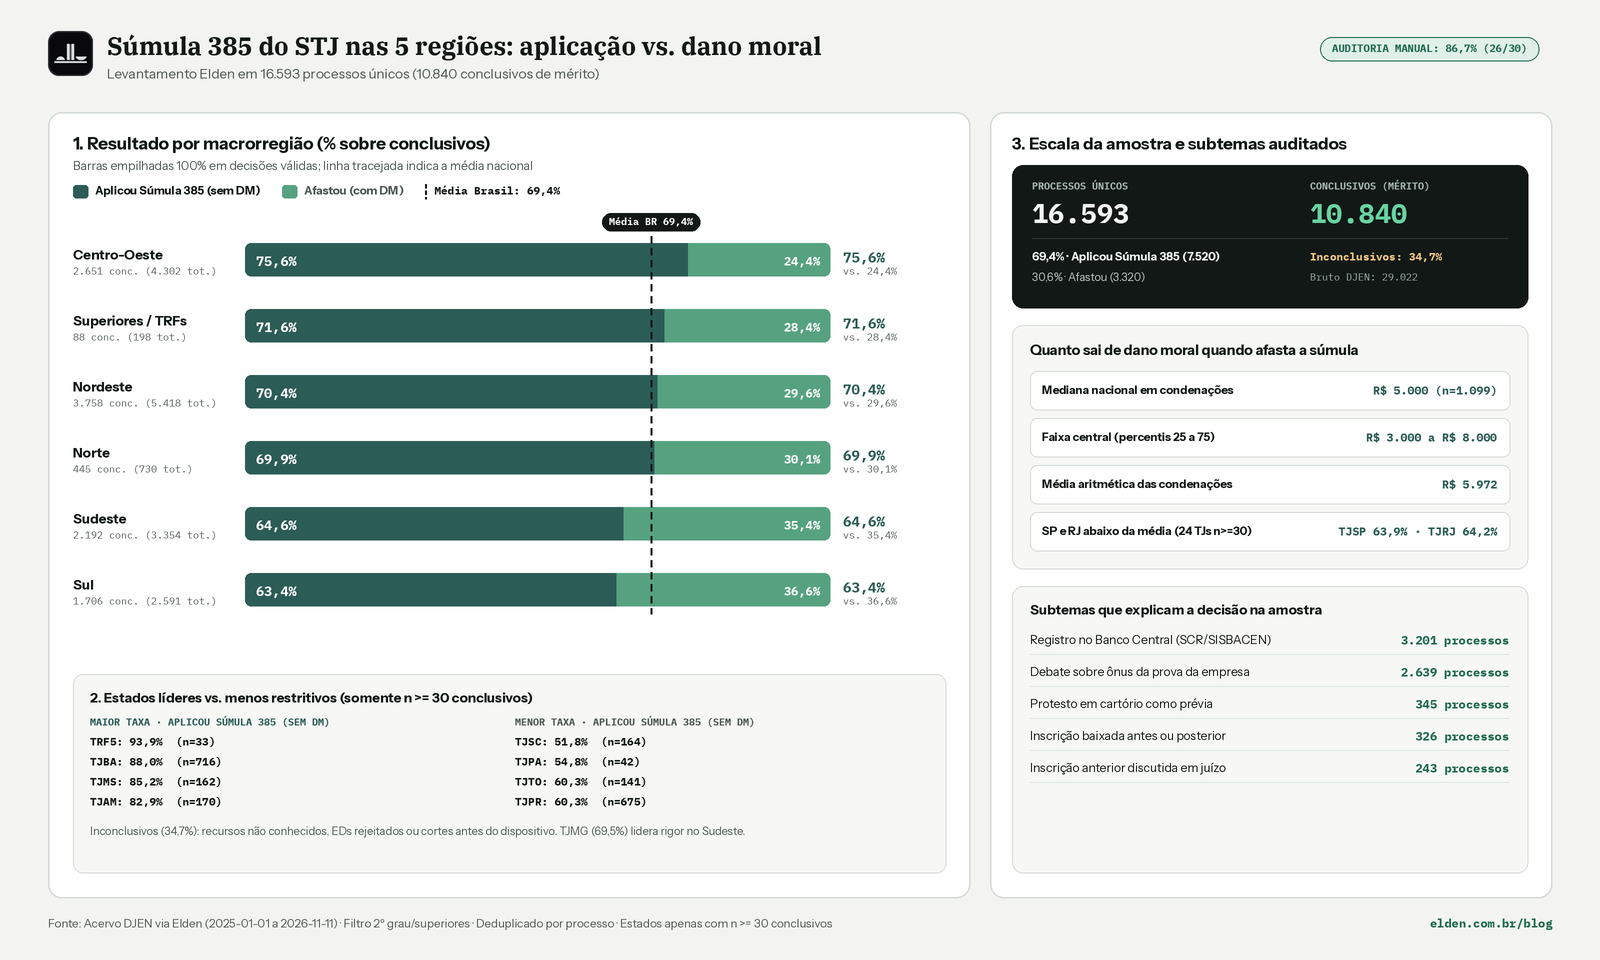 Súmula 385 do STJ nas 5 regiões: aplicação vs. dano moral
Levantamento Elden em 16.593 processos únicos (10.840 conclusivos de mérito)
AUDITORIA MANUAL: 86,7% (26/30)
1. Resultado por macrorregião (% sobre conclusivos)
Barras empilhadas 100% em decisões válidas; linha tracejada indica a média nacional
Aplicou Súmula 385 (sem DM)
Afastou (com DM)
Média Brasil: 69,4%
Média BR 69,4%
Centro-Oeste
2.651 conc. (4.302 tot.)
75,6%
24,4%
75,6%
vs. 24,4%
Superiores / TRFs
88 conc. (198 tot.)
71,6%
28,4%
71,6%
vs. 28,4%
Nordeste
3.758 conc. (5.418 tot.)
70,4%
29,6%
70,4%
vs. 29,6%
Norte
445 conc. (730 tot.)
69,9%
30,1%
69,9%
vs. 30,1%
Sudeste
2.192 conc. (3.354 tot.)
64,6%
35,4%
64,6%
vs. 35,4%
Sul
1.706 conc. (2.591 tot.)
63,4%
36,6%
63,4%
vs. 36,6%
2. Estados líderes vs. menos restritivos (somente n >= 30 conclusivos)
MAIOR TAXA · APLICOU SÚMULA 385 (SEM DM)
TRF5: 93,9% (n=33)
TJBA: 88,0% (n=716)
TJMS: 85,2% (n=162)
TJAM: 82,9% (n=170)
MENOR TAXA · APLICOU SÚMULA 385 (SEM DM)
TJSC: 51,8% (n=164)
TJPA: 54,8% (n=42)
TJTO: 60,3% (n=141)
TJPR: 60,3% (n=675)
Inconclusivos (34,7%): recursos não conhecidos, EDs rejeitados ou cortes antes do dispositivo. TJMG (69,5%) lidera rigor no Sudeste.
3. Escala da amostra e subtemas auditados
PROCESSOS ÚNICOS
16.593
CONCLUSIVOS (MÉRITO)
10.840
69,4% · Aplicou Súmula 385 (7.520)
30,6% · Afastou (3.320)
Inconclusivos: 34,7%
Bruto DJEN: 29.022
Quanto sai de dano moral quando afasta a súmula
Mediana nacional em condenações
R$ 5.000 (n=1.099)
Faixa central (percentis 25 a 75)
R$ 3.000 a R$ 8.000
Média aritmética das condenações
R$ 5.972
SP e RJ abaixo da média (24 TJs n>=30)
TJSP 63,9% · TJRJ 64,2%
Subtemas que explicam a decisão na amostra
Registro no Banco Central (SCR/SISBACEN)
3.201 processos
Debate sobre ônus da prova da empresa
2.639 processos
Protesto em cartório como prévia
345 processos
Inscrição baixada antes ou posterior
326 processos
Inscrição anterior discutida em juízo
243 processos
Fonte: Acervo DJEN via Elden (2025-01-01 a 2026-11-11) · Filtro 2º grau/superiores · Deduplicado por processo · Estados apenas com n >= 30 conclusivos
elden.com.br/blog